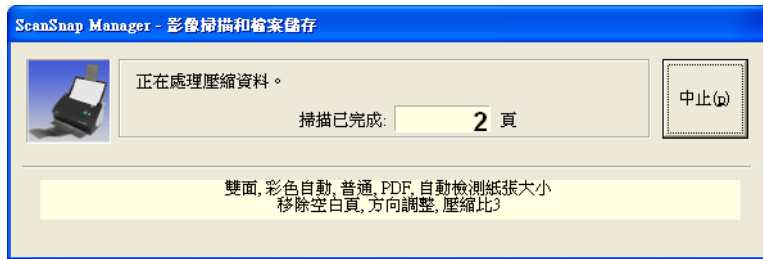 ScanSnap Manager - 影像掃描和檔案儲存
正在處理壓縮資料。
掃描已完成: 2 頁
中止(p)
雙面, 彩色自動, 普通, PDF, 自動檢測紙張大小
移除空白頁, 方向調整, 壓縮比3